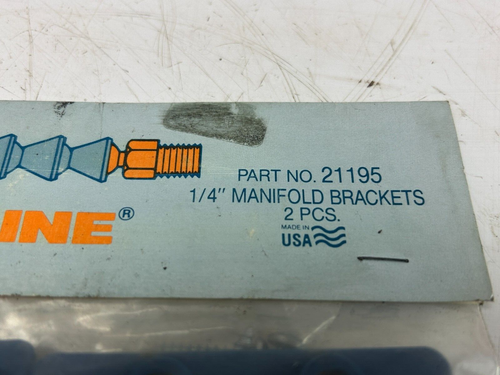 PART NO. 21195
1/4" MANIFOLD BRACKETS
2 PCS.
INE®
MADE IN
USA